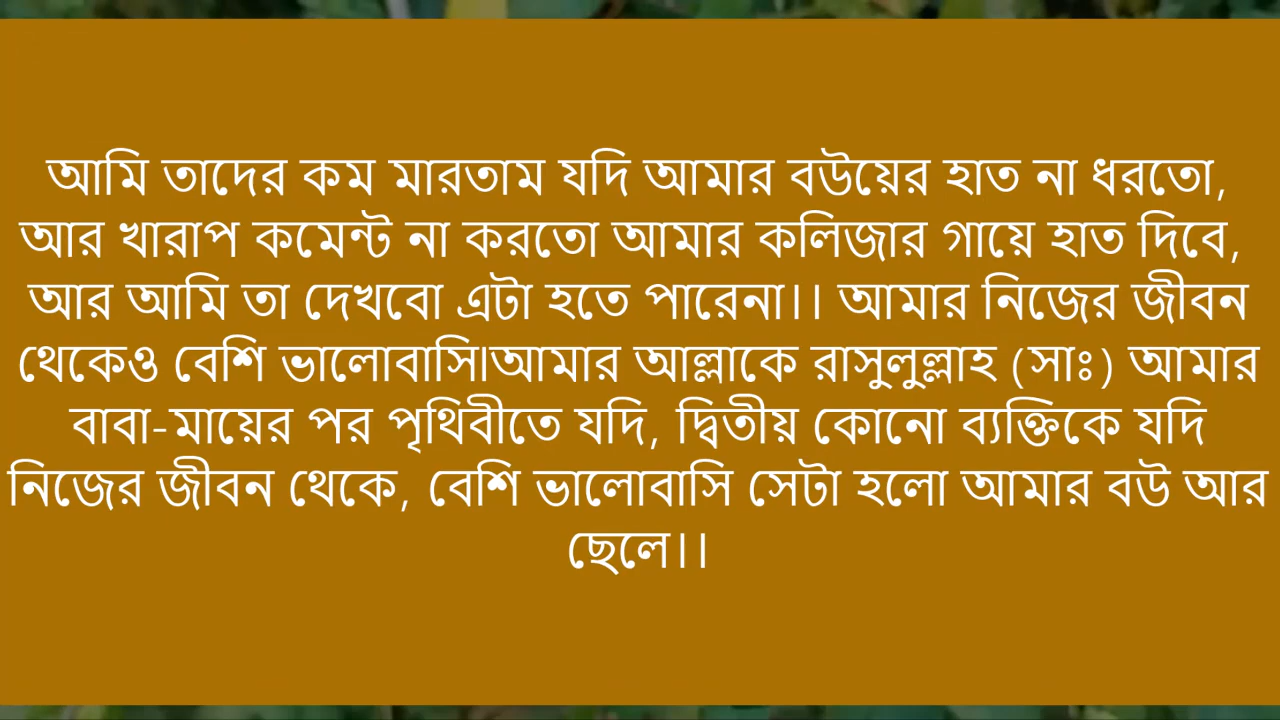 আমি তাদের কম মারতাম যদি আমার বউয়ের হাত না ধরতো,
আর খারাপ কমেন্ট না করতো আমার কলিজার গায়ে হাত দিবে,
আর আমি তা দেখবো এটা হতে পারেনা।। আমার নিজের জীবন
থেকেও বেশি ভালোবাসি।আমার আল্লাকে রাসুলুল্লাহ (সাঃ) আমার
বাবা-মায়ের পর পৃথিবীতে যদি, দ্বিতীয় কোনো ব্যক্তিকে যদি
নিজের জীবন থেকে, বেশি ভালোবাসি সেটা হলো আমার বউ আর
ছেলে।।